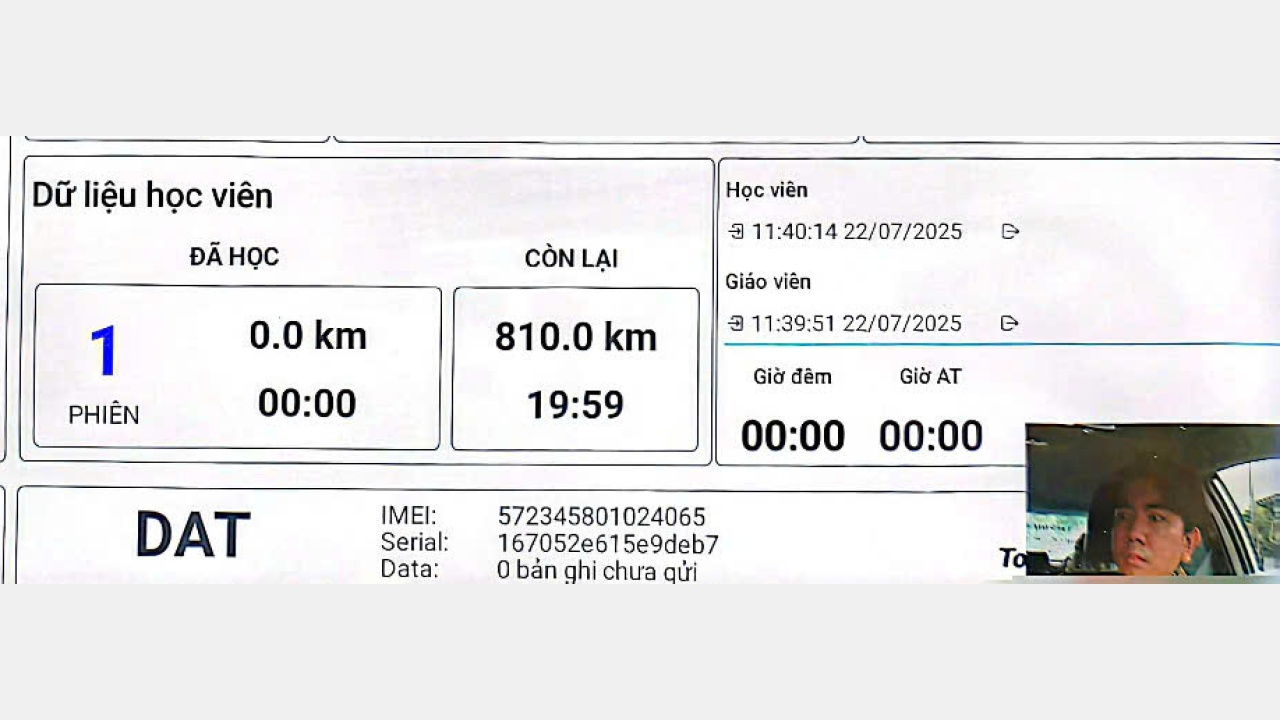 Dữ liệu học viên
ĐÃ HỌC
CÒN LẠI
1
PHIÊN
0.0 km
00:00
810.0 km
19:59
Học viên
11:40:14 22/07/2025
Giáo viên
11:39:51 22/07/2025
Giờ đêm Giờ AT
00:00 00:00
DAT
IMEI: 572345801024065
Serial: 167052e615e9deb7
Data: 0 bản ghi chưa gửi